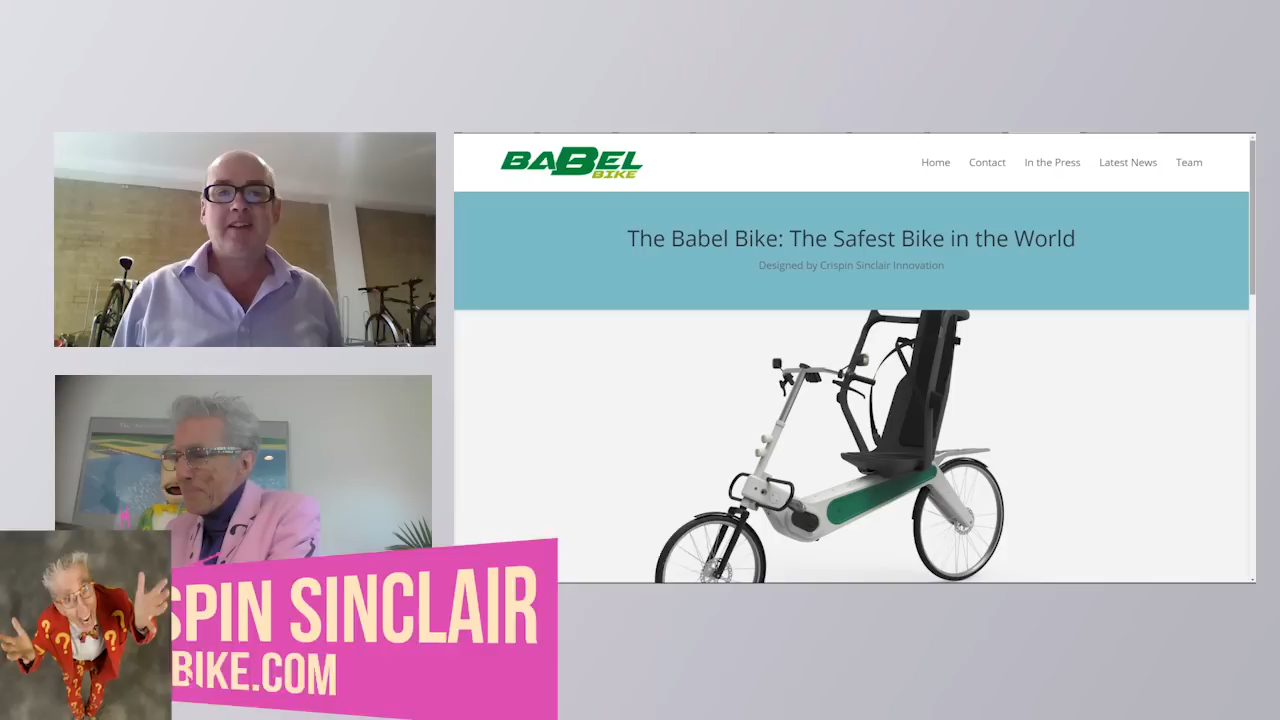 BABEL
BIKE
Home Contact In the Press Latest News Team
The Babel Bike: The Safest Bike in the World
Designed by Crispin Sinclair Innovation
SPIN SINCLAIR
BIKE.COM
? ? ? ?